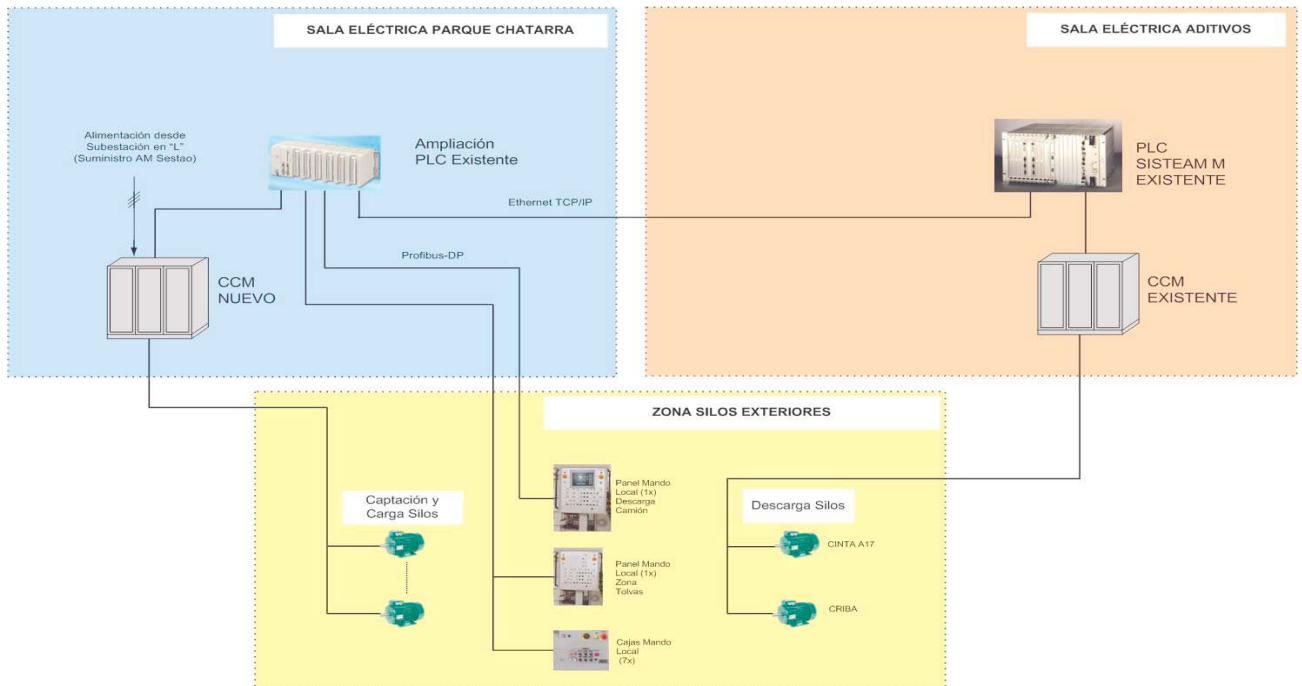 SALA ELÉCTRICA PARQUE CHATARRA
SALA ELÉCTRICA ADITIVOS
Alimentación desde
Subestación en “L”
(Suministro AM Sestao)
Ampliación
PLC Existente
PLC
SISTEAM M
EXISTENTE
Ethernet TCP/IP
Profibus-DP
CCM
NUEVO
CCM
EXISTENTE
ZONA SILOS EXTERIORES
Captación y
Carga Silos
Panel Mando
Local (1x)
Descarga
Camión
Descarga Silos
CINTA A17
Panel Mando
Local (1x)
Zona
Tolvas
CRIBA
Cajas Mando
Local
(7x)